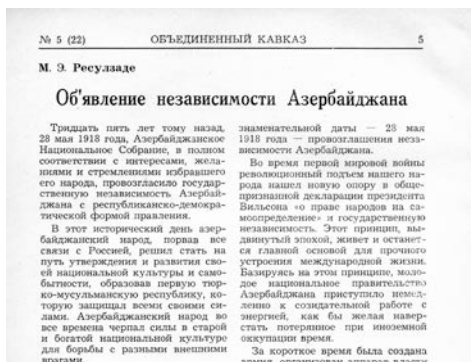 № 5 (22)
ОБЪЕДИНЕННЫЙ КАВКАЗ
5
М. Э. Ресулзаде
Об'явление независимости Азербайджана
Тридцать пять лет тому назад,
28 мая 1918 года, Азербайджанское
Национальное Собрание, в полном
соответствии с интересами, жела-
ниями и стремлениями избравшего
его народа, провозгласило государ-
ственную независимость Азербай-
джана с республиканско-демокра-
тической формой правления.
В этот исторический день азер-
байджанский народ, порвав все
связи с Россией, решил стать на
путь утверждения и развития сво-
ей национальной культуры и само-
бытности, образовав первую тюр-
ко-мусульманскую республику, ко-
торую защищал всеми своими си-
лами. Азербайджанский народ во
все времена черпал силы в старой
и богатой национальной культуре
для борьбы с разными внешними
врагами.
знаменательной даты — 28 мая
1918 года — провозглашения неза-
висимости Азербайджана.
Во время первой мировой войны
революционный подъем нашего на-
рода нашел новую опору в обще-
признанной декларации президента
Вильсона «о праве народов на са-
моопределение» и государственную
независимость. Этот принцип, вы-
двинутый эпохой, живет и останет-
ся главной основой для прочного
устроения международной жизни.
Базируясь на этом принципе, моло-
дое национальное правительство
Азербайджана приступило немед-
ленно к созидательной работе с
энергией, как бы желая навер-
стать потерянное при иноземной
оккупации время.
За короткое время была создана
армия, организован аппарат власти